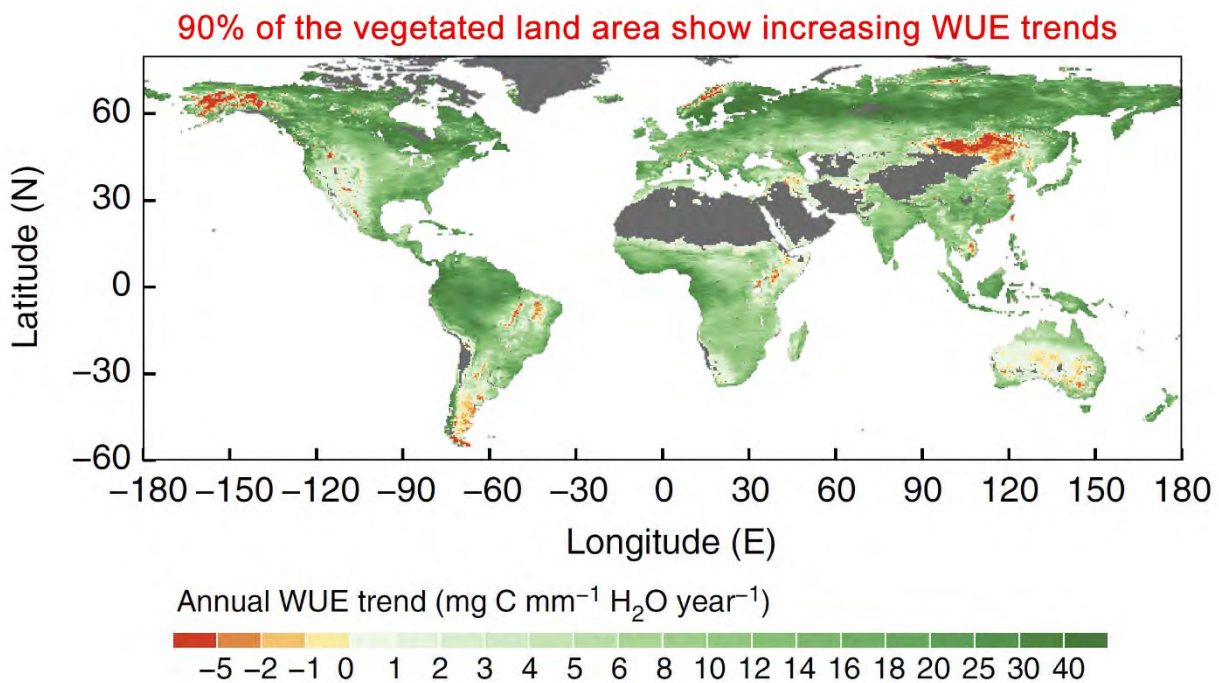 90% of the vegetated land area show increasing WUE trends
Latitude (N)
60
30
0
−30
−60
−180 −150 −120 −90 −60 −30 0 30 60 90 120 150 180
Longitude (E)
Annual WUE trend (mg C mm⁻¹ H₂O year⁻¹)
−5 −2 −1 0 1 2 3 4 5 6 8 10 12 14 16 18 20 25 30 40